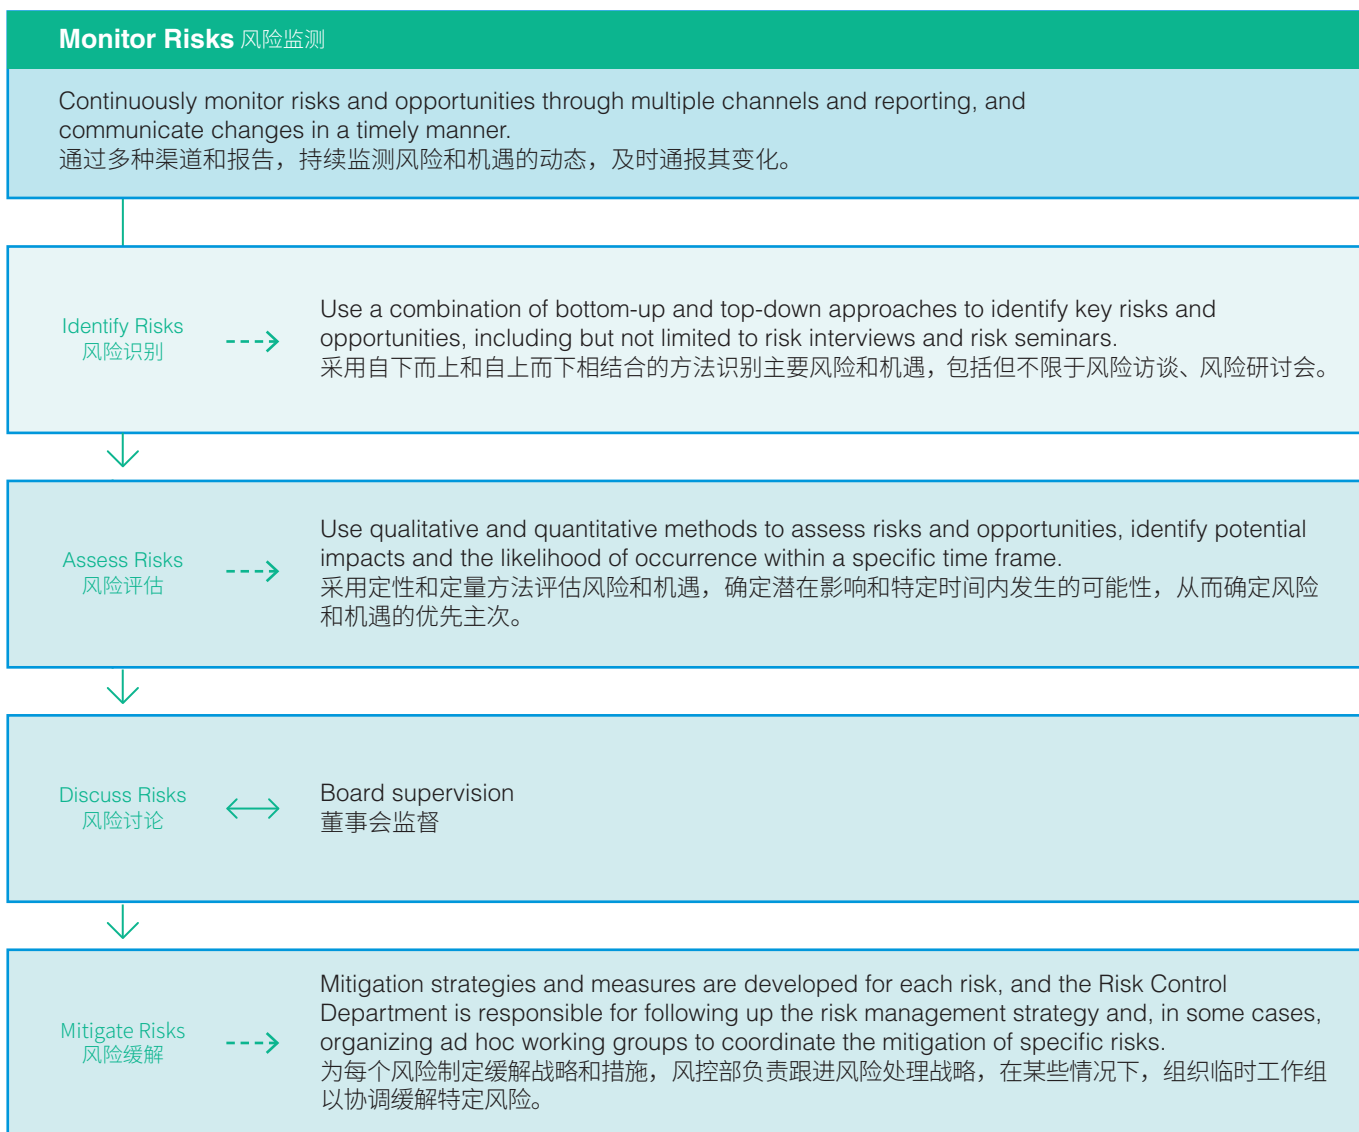 Monitor Risks 风险监测
Continuously monitor risks and opportunities through multiple channels and reporting, and
communicate changes in a timely manner.
通过多种渠道和报告，持续监测风险和机遇的动态，及时通报其变化。
Identify Risks
风险识别
Use a combination of bottom-up and top-down approaches to identify key risks and
opportunities, including but not limited to risk interviews and risk seminars.
采用自下而上和自上而下相结合的方法识别主要风险和机遇，包括但不限于风险访谈、风险研讨会。
Assess Risks
风险评估
Use qualitative and quantitative methods to assess risks and opportunities, identify potential
impacts and the likelihood of occurrence within a specific time frame.
采用定性和定量方法评估风险和机遇，确定潜在影响和特定时间内发生的可能性，从而确定风险
和机遇的优先主次。
Discuss Risks
风险讨论
Board supervision
董事会监督
Mitigate Risks
风险缓解
Mitigation strategies and measures are developed for each risk, and the Risk Control
Department is responsible for following up the risk management strategy and, in some cases,
organizing ad hoc working groups to coordinate the mitigation of specific risks.
为每个风险制定缓解战略和措施，风控部负责跟进风险处理战略，在某些情况下，组织临时工作组
以协调缓解特定风险。